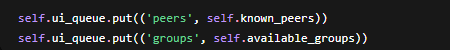 self.ui_queue.put(('peers', self.known_peers))
self.ui_queue.put(('groups', self.available_groups))